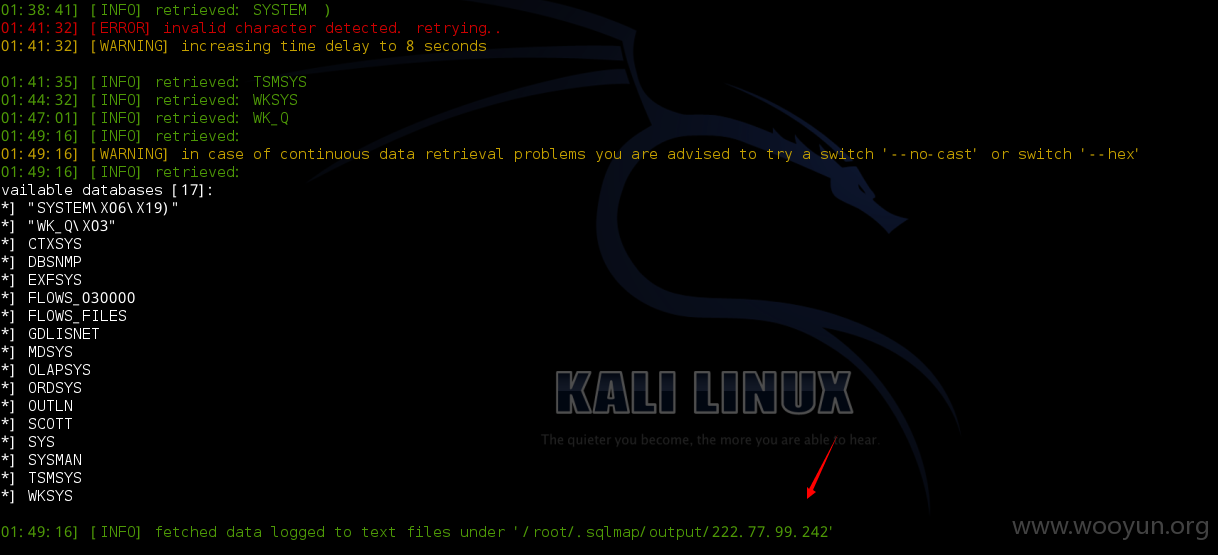 01:38:41] [INFO] retrieved: SYSTEM  )
01:41:32] [ERROR] invalid character detected. retrying..
01:41:32] [WARNING] increasing time delay to 8 seconds
01:41:35] [INFO] retrieved: TSMSYS
01:44:32] [INFO] retrieved: WKSYS
01:47:01] [INFO] retrieved: WK_Q
01:49:16] [INFO] retrieved:
01:49:16] [WARNING] in case of continuous data retrieval problems you are advised to try a switch '--no-cast' or switch '--hex'
01:49:16] [INFO] retrieved:
vailable databases [17]:
*] "SYSTEM\X06\X19)"
*] "WK_Q\X03"
*] CTXSYS
*] DBSNMP
*] EXFSYS
*] FLOWS_030000
*] FLOWS_FILES
*] GDLISNET
*] MDSYS
*] OLAPSYS
*] ORDSYS
*] OUTLN
*] SCOTT
*] SYS
*] SYSMAN
*] TSMSYS
*] WKSYS
KALI LINUX
The quieter you become, the more you are able to hear.
01:49:16] [INFO] fetched data logged to text files under '/root/.sqlmap/output/222.77.99.242'
www.wooyun.org